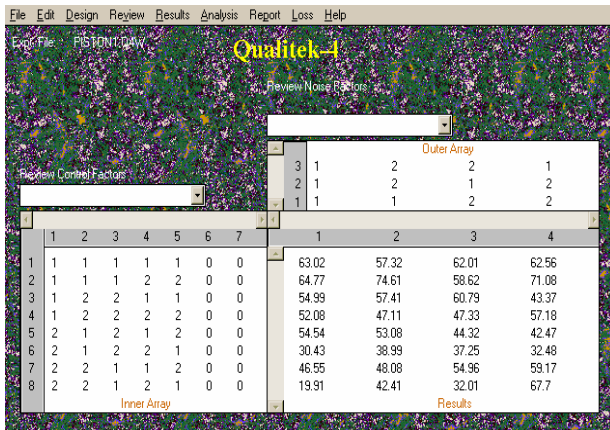 File Edit Design Review Results Analysis Report Loss Help
Expt. File: PISTON1.Q4W
Qualitek-4
Review Noise Factors
Outer Array
3 1 2 2 1
2 1 2 1 2
1 1 1 2 2
Review Control Factors
1 2 3 4 5 6 7
1 2 3 4
1 1 1 1 1 1 0 0 63.02 57.32 62.01 62.56
2 1 1 1 2 2 0 0 64.77 74.61 58.62 71.08
3 1 2 2 1 1 0 0 54.99 57.41 60.79 43.37
4 1 2 2 2 2 0 0 52.08 47.11 47.33 57.18
5 2 1 2 1 2 0 0 54.54 53.08 44.32 42.47
6 2 1 2 2 1 0 0 30.43 38.99 37.25 32.48
7 2 2 1 1 2 0 0 46.55 48.08 54.96 59.17
8 2 2 1 2 1 0 0 19.91 42.41 32.01 67.7
Inner Array
Results